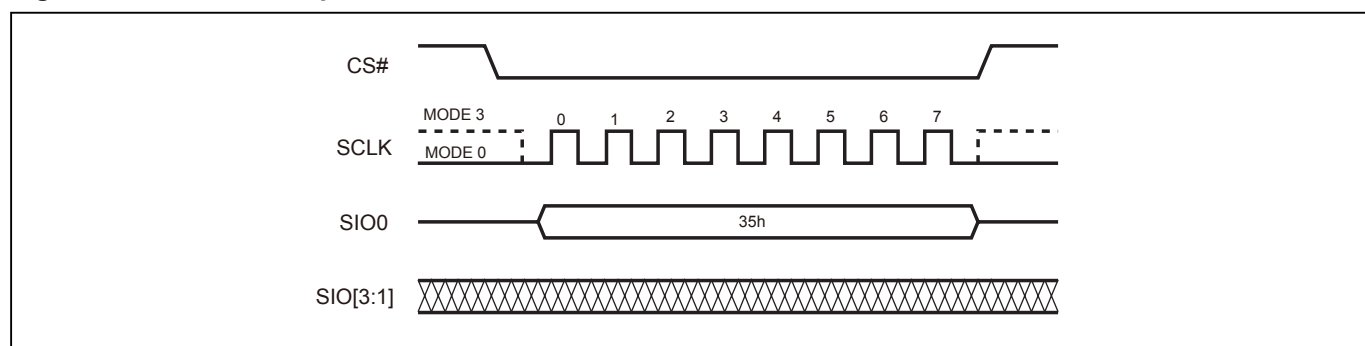 CS#
MODE 3
0 1 2 3 4 5 6 7
SCLK
MODE 0
SIO0
35h
SIO[3:1]